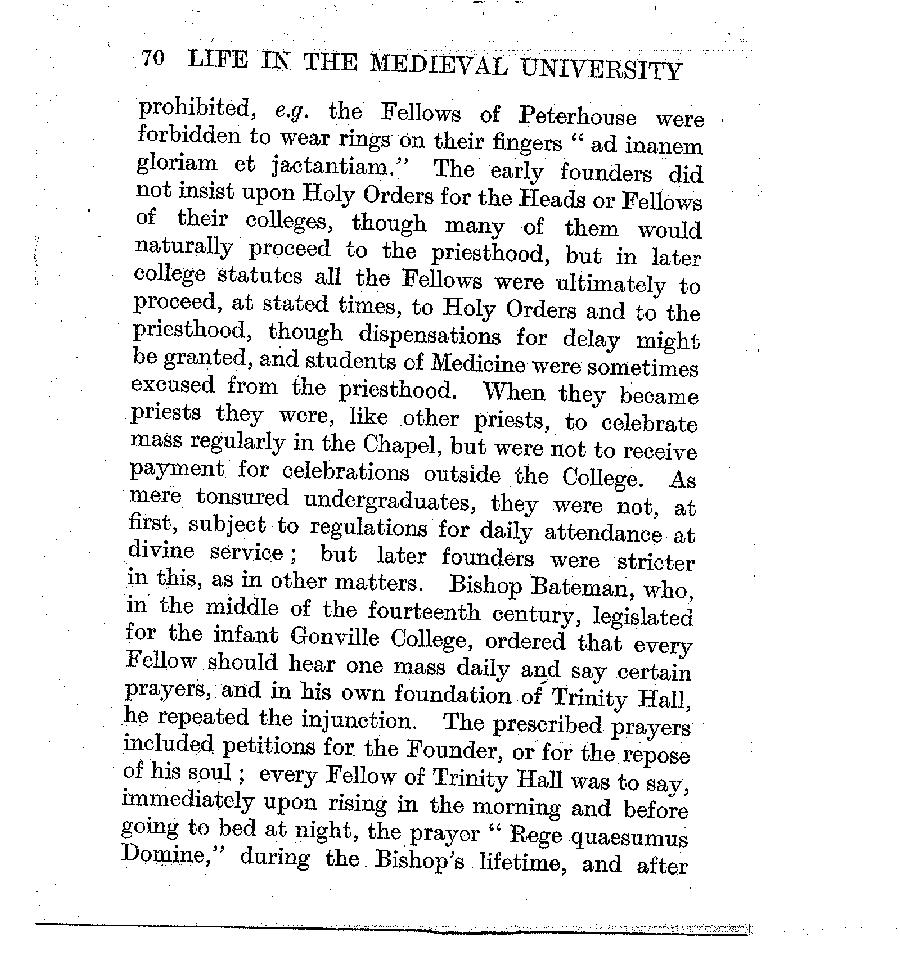 70 LIFE IN THE MEDIEVAL UNIVERSITY
prohibited, e.g. the Fellows of Peterhouse were
forbidden to wear rings on their fingers “ ad inanem
gloriam et jactantiam.” The early founders did
not insist upon Holy Orders for the Heads or Fellows
of their colleges, though many of them would
naturally proceed to the priesthood, but in later
college statutes all the Fellows were ultimately to
proceed, at stated times, to Holy Orders and to the
priesthood, though dispensations for delay might
be granted, and students of Medicine were sometimes
excused from the priesthood. When they became
priests they were, like other priests, to celebrate
mass regularly in the Chapel, but were not to receive
payment for celebrations outside the College. As
mere tonsured undergraduates, they were not, at
first, subject to regulations for daily attendance at
divine service ; but later founders were stricter
in this, as in other matters. Bishop Bateman, who,
in the middle of the fourteenth century, legislated
for the infant Gonville College, ordered that every
Fellow should hear one mass daily and say certain
prayers, and in his own foundation of Trinity Hall,
he repeated the injunction. The prescribed prayers
included petitions for the Founder, or for the repose
of his soul ; every Fellow of Trinity Hall was to say,
immediately upon rising in the morning and before
going to bed at night, the prayer “ Rege quaesumus
Domine,” during the Bishop's lifetime, and after